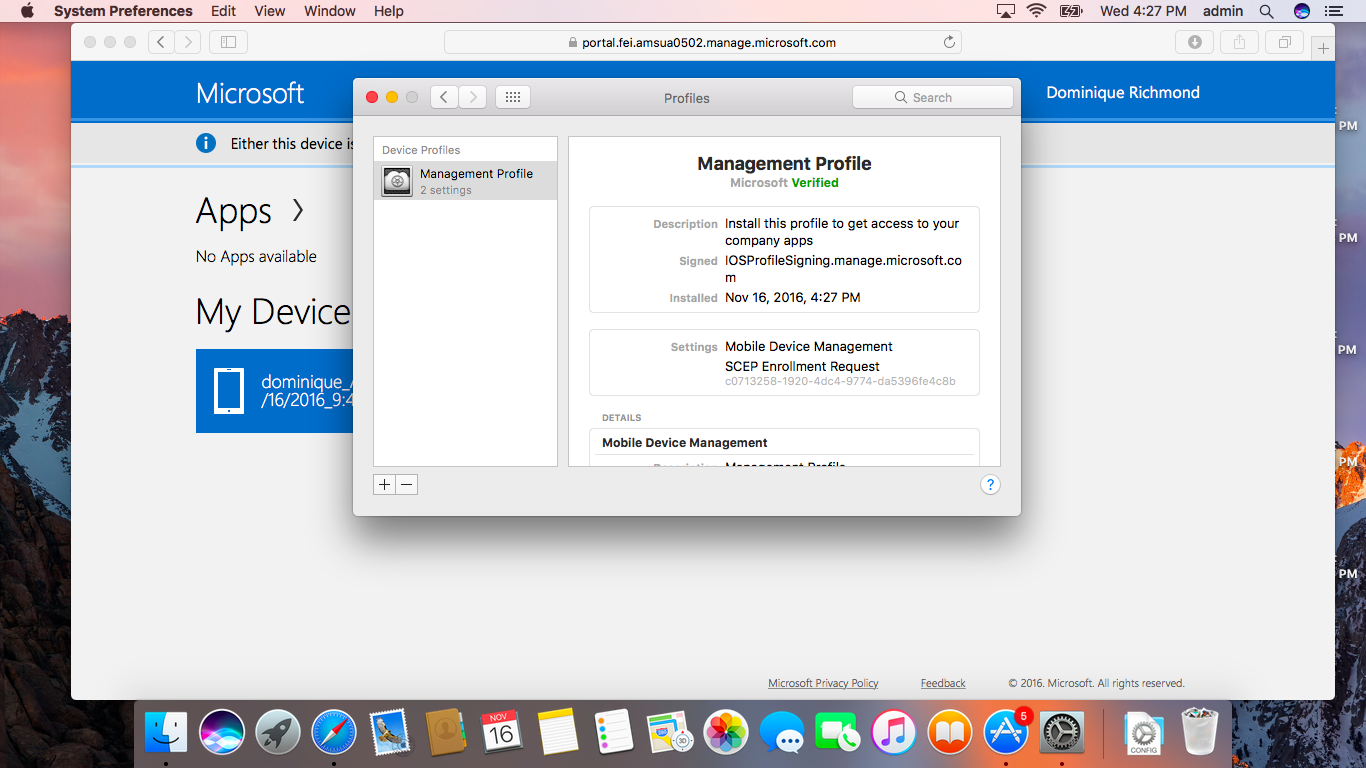 System Preferences Edit View Window Help Wed 4:27 PM admin
portal.fei.amsua0502.manage.microsoft.com
Microsoft
Dominique Richmond
Either this device is
Apps
No Apps available
My Device
dominique_
/16/2016_9:4
Profiles
Search
Device Profiles
Management Profile
2 settings
Management Profile
Microsoft Verified
Description Install this profile to get access to your
company apps
Signed IOSProfileSigning.manage.microsoft.co
m
Installed Nov 16, 2016, 4:27 PM
Settings Mobile Device Management
SCEP Enrollment Request
c0713258-1920-4dc4-9774-da5396fe4c8b
DETAILS
Mobile Device Management
Description Management Profile
+ − ?
PM
PM
PM
PM
PM
Microsoft Privacy Policy Feedback © 2016. Microsoft. All rights reserved.
NOV
16
3D
5
CONFIG